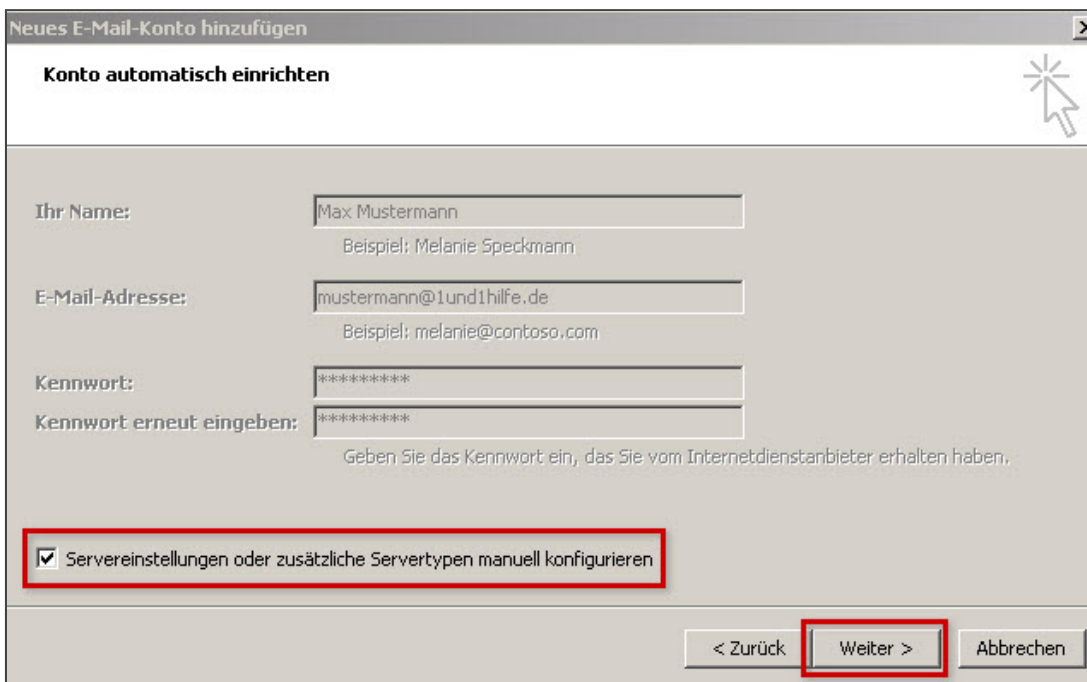 Neues E-Mail-Konto hinzufügen
Konto automatisch einrichten
Ihr Name:
Max Mustermann
Beispiel: Melanie Speckmann
E-Mail-Adresse:
mustermann@1und1hilfe.de
Beispiel: melanie@contoso.com
Kennwort:
*********
Kennwort erneut eingeben:
*********
Geben Sie das Kennwort ein, das Sie vom Internetdienstanbieter erhalten haben.
Servereinstellungen oder zusätzliche Servertypen manuell konfigurieren
< Zurück
Weiter >
Abbrechen